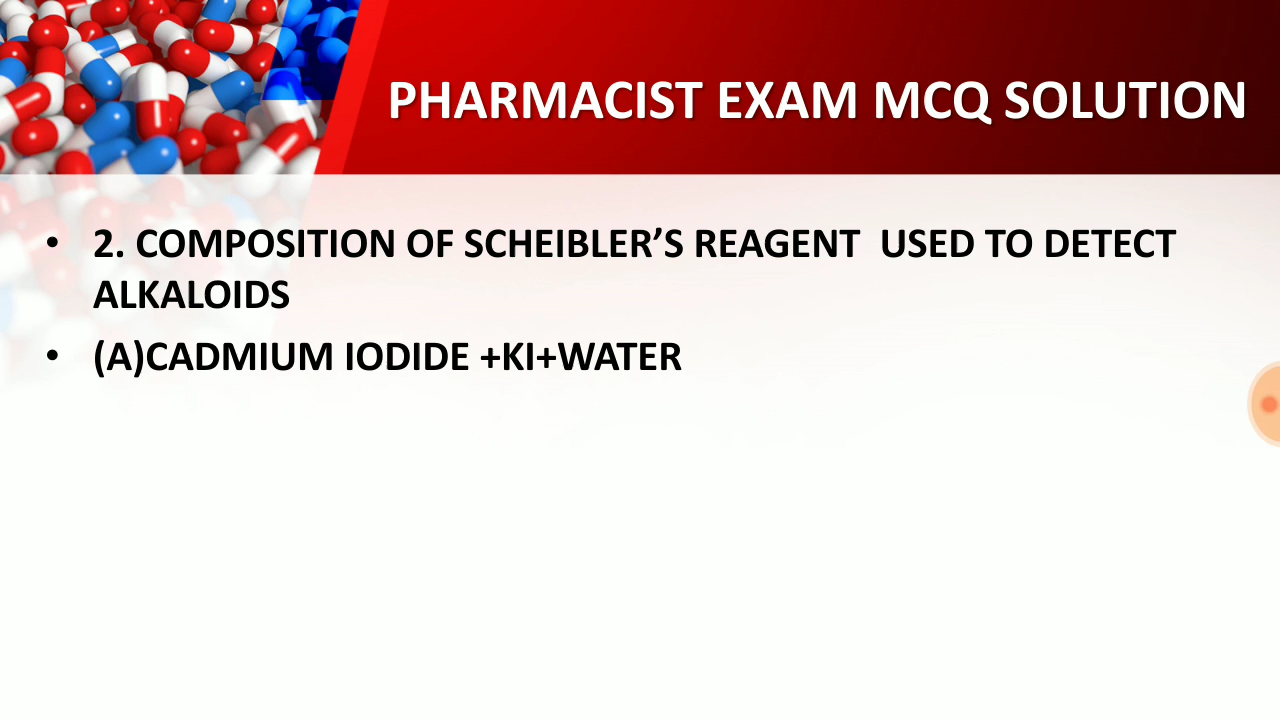 PHARMACIST EXAM MCQ SOLUTION
• 2. COMPOSITION OF SCHEIBLER’S REAGENT  USED TO DETECT
ALKALOIDS
• (A)CADMIUM IODIDE +KI+WATER